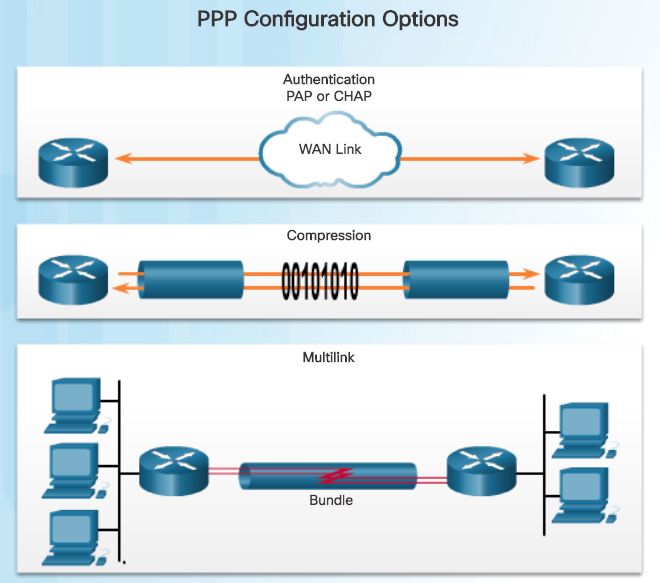 PPP Configuration Options
Authentication
PAP or CHAP
WAN Link
Compression
00101010
Multilink
Bundle